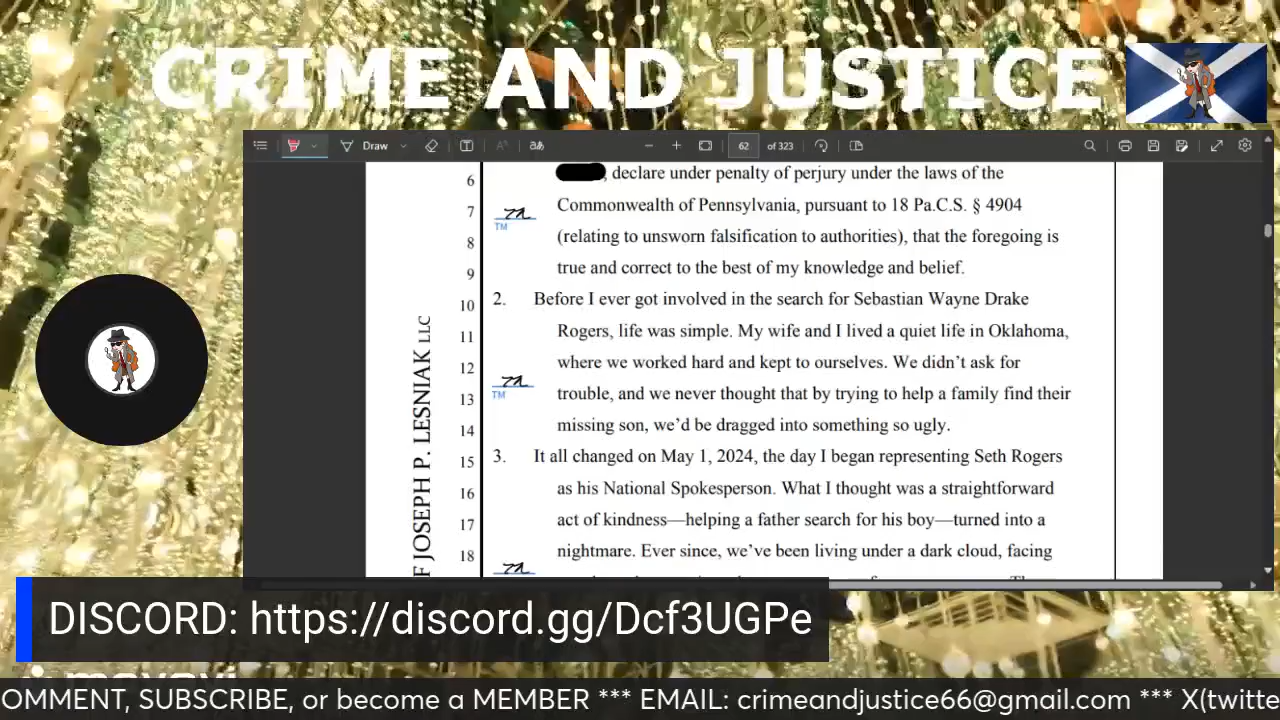 CRIME AND JUSTICE
Draw
62 of 323
6 , declare under penalty of perjury under the laws of the
7 Commonwealth of Pennsylvania, pursuant to 18 Pa.C.S. § 4904
TM
8 (relating to unsworn falsification to authorities), that the foregoing is
9 true and correct to the best of my knowledge and belief.
10 2. Before I ever got involved in the search for Sebastian Wayne Drake
11 Rogers, life was simple. My wife and I lived a quiet life in Oklahoma,
12 where we worked hard and kept to ourselves. We didn't ask for
13 trouble, and we never thought that by trying to help a family find their
TM
14 missing son, we'd be dragged into something so ugly.
15 3. It all changed on May 1, 2024, the day I began representing Seth Rogers
16 as his National Spokesperson. What I thought was a straightforward
17 act of kindness—helping a father search for his boy—turned into a
18 nightmare. Ever since, we've been living under a dark cloud, facing
F JOSEPH P. LESNIAK LLC
DISCORD: https://discord.gg/Dcf3UGPe
OMMENT, SUBSCRIBE, or become a MEMBER *** EMAIL: crimeandjustice66@gmail.com *** X(twitte